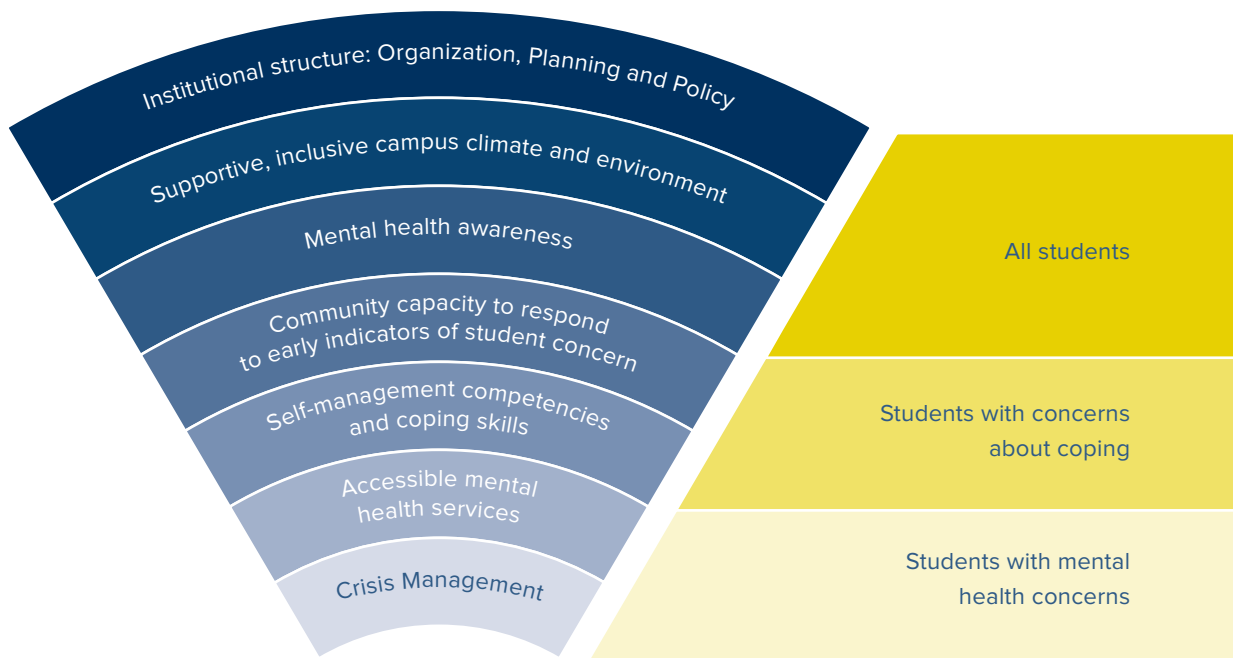 Institutional structure: Organization, Planning and Policy
Supportive, inclusive campus climate and environment
Mental health awareness
Community capacity to respond
to early indicators of student concern
Self-management competencies
and coping skills
Accessible mental
health services
Crisis Management
All students
Students with concerns
about coping
Students with mental
health concerns